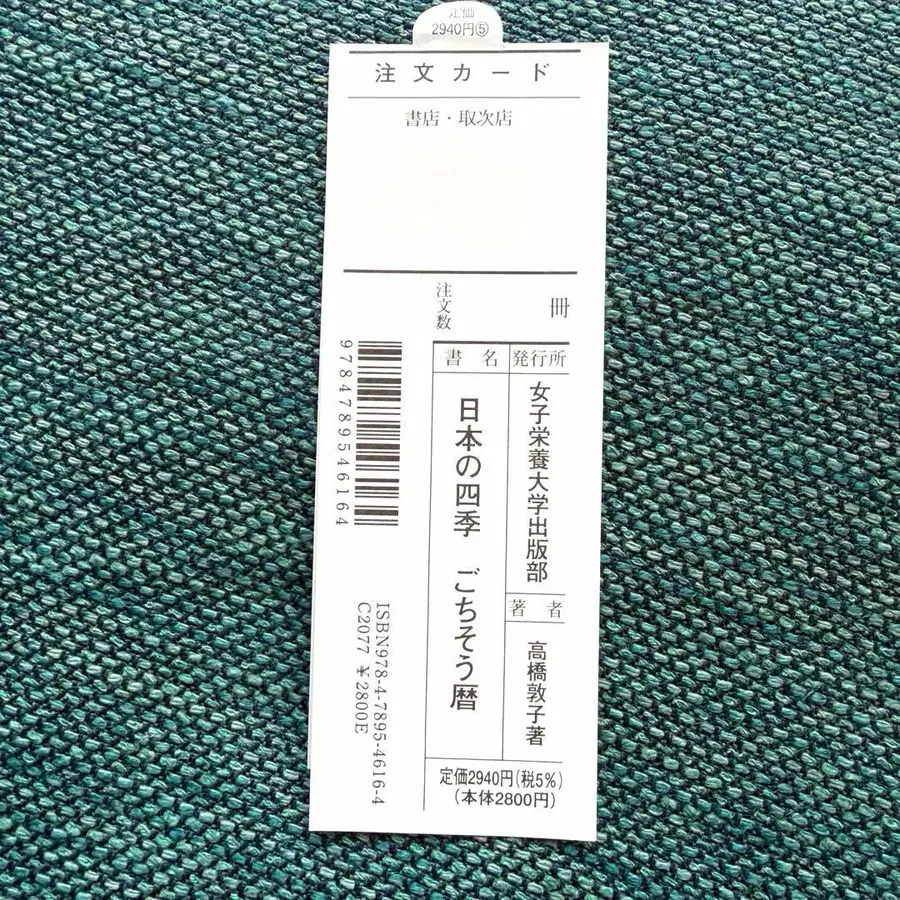 定価
2940円⑤
注文カード
書店・取次店
注文数
冊
発行所
女子栄養大学出版部
著者
高橋敦子著
書名
日本の四季 ごちそう暦
9784789546164
ISBN978-4-7895-4616-4
C2077 ¥2800E
定価2940円(税5%)
(本体2800円)